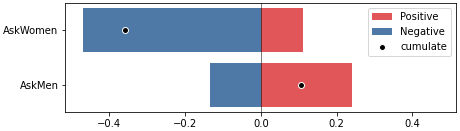 AskWomen
AskMen
Positive
Negative
cumulate
−0.4 −0.2 0.0 0.2 0.4